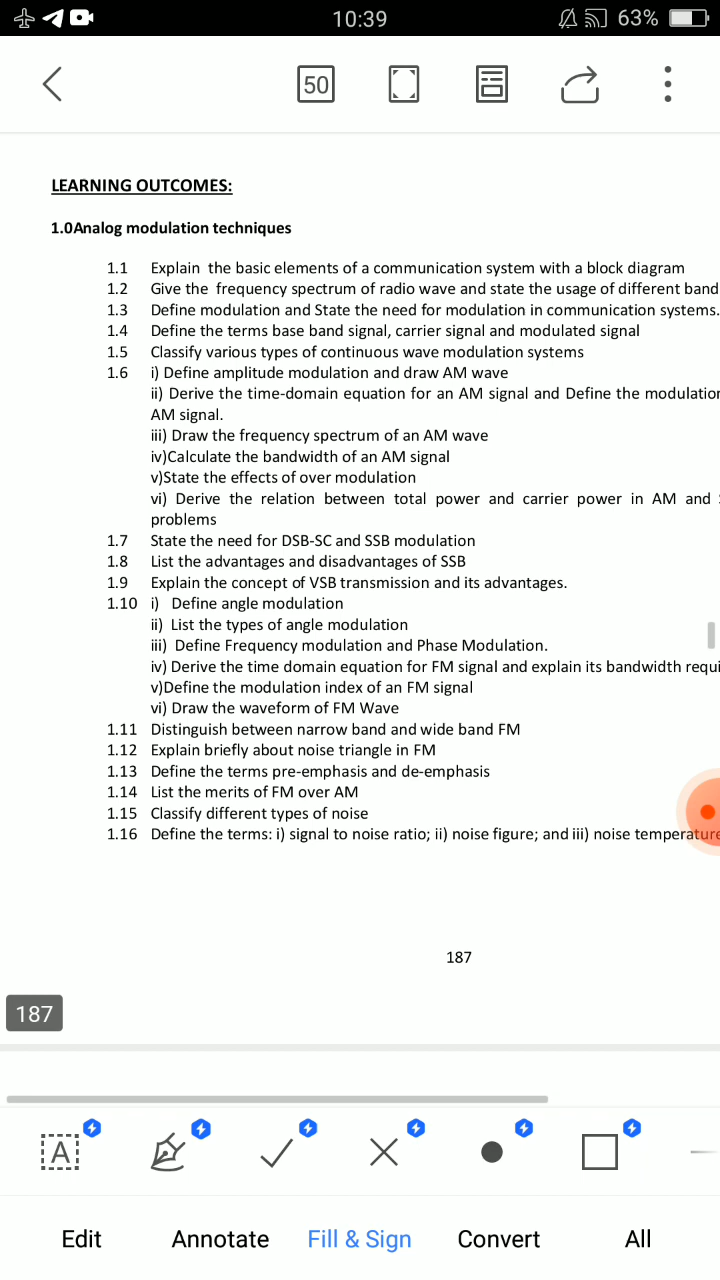 10:39
63%
50
LEARNING OUTCOMES:
1.0Analog modulation techniques
1.1 Explain the basic elements of a communication system with a block diagram
1.2 Give the frequency spectrum of radio wave and state the usage of different band
1.3 Define modulation and State the need for modulation in communication systems.
1.4 Define the terms base band signal, carrier signal and modulated signal
1.5 Classify various types of continuous wave modulation systems
1.6 i) Define amplitude modulation and draw AM wave
ii) Derive the time-domain equation for an AM signal and Define the modulation
AM signal.
iii) Draw the frequency spectrum of an AM wave
iv)Calculate the bandwidth of an AM signal
v)State the effects of over modulation
vi) Derive the relation between total power and carrier power in AM and
problems
1.7 State the need for DSB-SC and SSB modulation
1.8 List the advantages and disadvantages of SSB
1.9 Explain the concept of VSB transmission and its advantages.
1.10 i) Define angle modulation
ii) List the types of angle modulation
iii) Define Frequency modulation and Phase Modulation.
iv) Derive the time domain equation for FM signal and explain its bandwidth requi
v)Define the modulation index of an FM signal
vi) Draw the waveform of FM Wave
1.11 Distinguish between narrow band and wide band FM
1.12 Explain briefly about noise triangle in FM
1.13 Define the terms pre-emphasis and de-emphasis
1.14 List the merits of FM over AM
1.15 Classify different types of noise
1.16 Define the terms: i) signal to noise ratio; ii) noise figure; and iii) noise temperature
187
187
A
Edit Annotate Fill & Sign Convert All